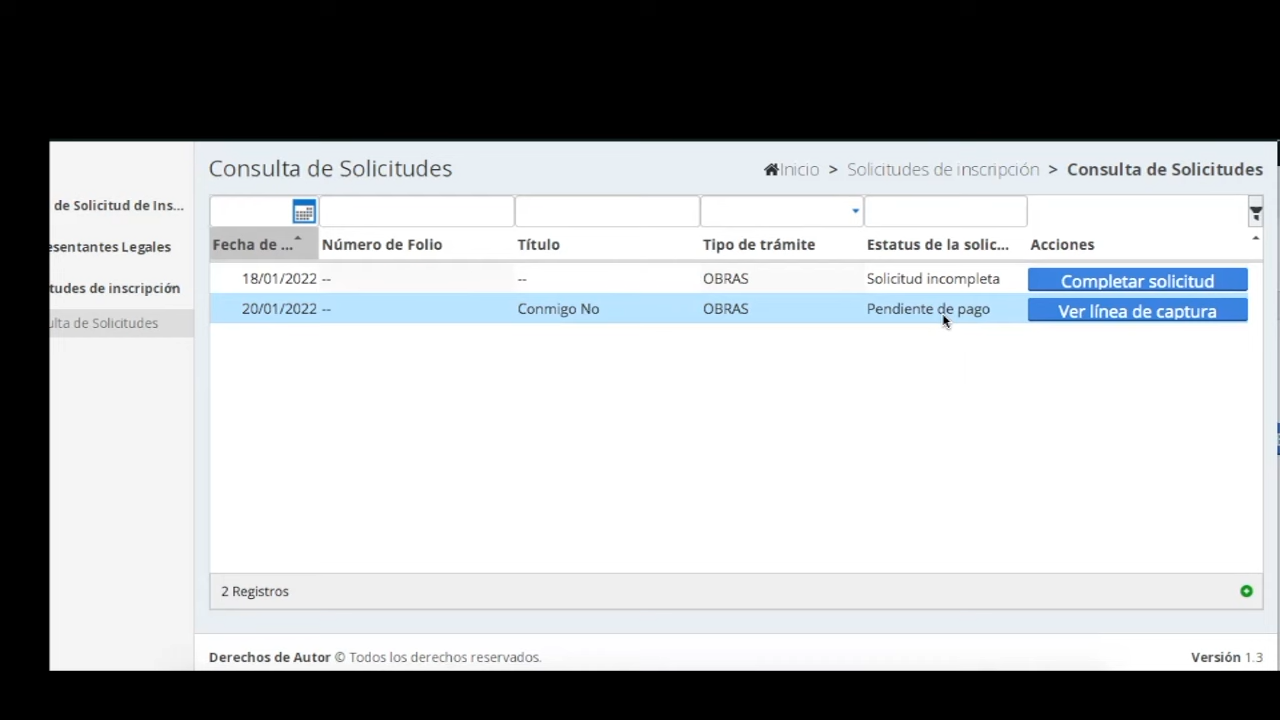 Consulta de Solicitudes
Inicio > Solicitudes de inscripción > Consulta de Solicitudes
de Solicitud de Ins...
esentantes Legales
tudes de inscripción
ulta de Solicitudes
Fecha de ... Número de Folio Título Tipo de trámite Estatus de la solic... Acciones
18/01/2022 -- -- OBRAS Solicitud incompleta Completar solicitud
20/01/2022 -- Conmigo No OBRAS Pendiente de pago Ver línea de captura
2 Registros
Derechos de Autor © Todos los derechos reservados. Versión 1.3